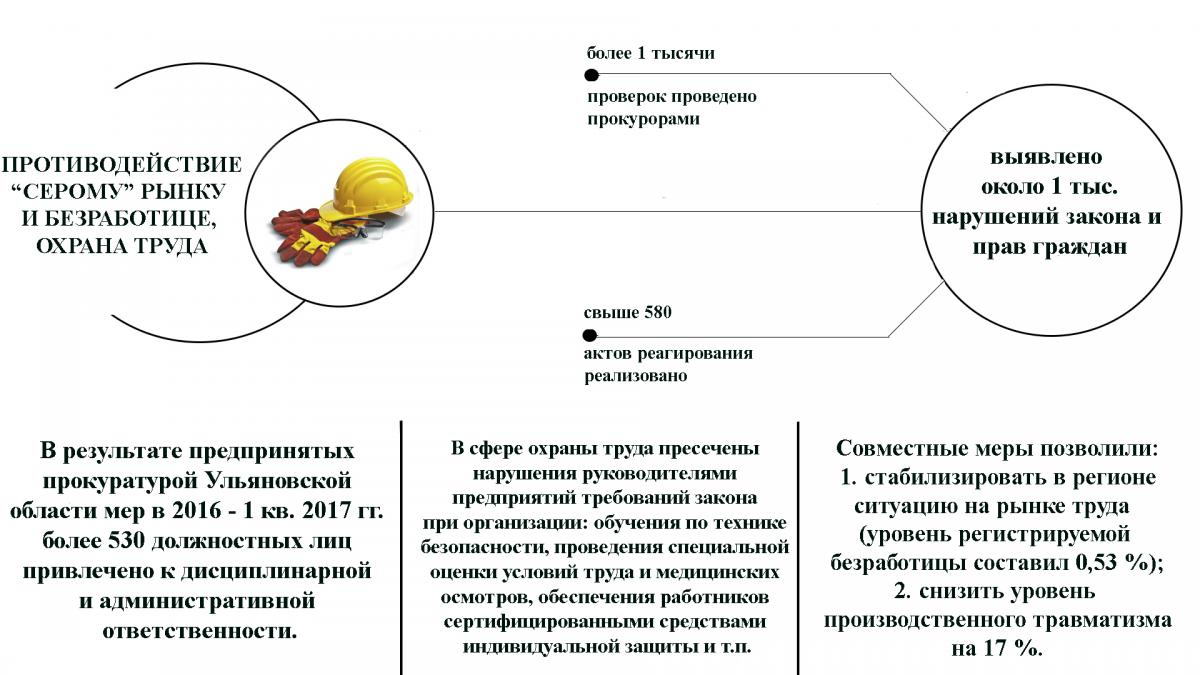 ПРОТИВОДЕЙСТВИЕ
“СЕРОМУ” РЫНКУ
И БЕЗРАБОТИЦЕ,
ОХРАНА ТРУДА
более 1 тысячи
проверок проведено
прокурорами
выявлено
около 1 тыс.
нарушений закона и
прав граждан
свыше 580
актов реагирования
реализовано
В результате предпринятых
прокуратурой Ульяновской
области мер в 2016 - 1 кв. 2017 гг.
более 530 должностных лиц
привлечено к дисциплинарной
и административной
ответственности.
В сфере охраны труда пресечены
нарушения руководителями
предприятий требований закона
при организации: обучения по технике
безопасности, проведения специальной
оценки условий труда и медицинских
осмотров, обеспечения работников
сертифицированными средствами
индивидуальной защиты и т.п.
Совместные меры позволили:
1. стабилизировать в регионе
ситуацию на рынке труда
(уровень регистрируемой
безработицы составил 0,53 %);
2. снизить уровень
производственного травматизма
на 17 %.